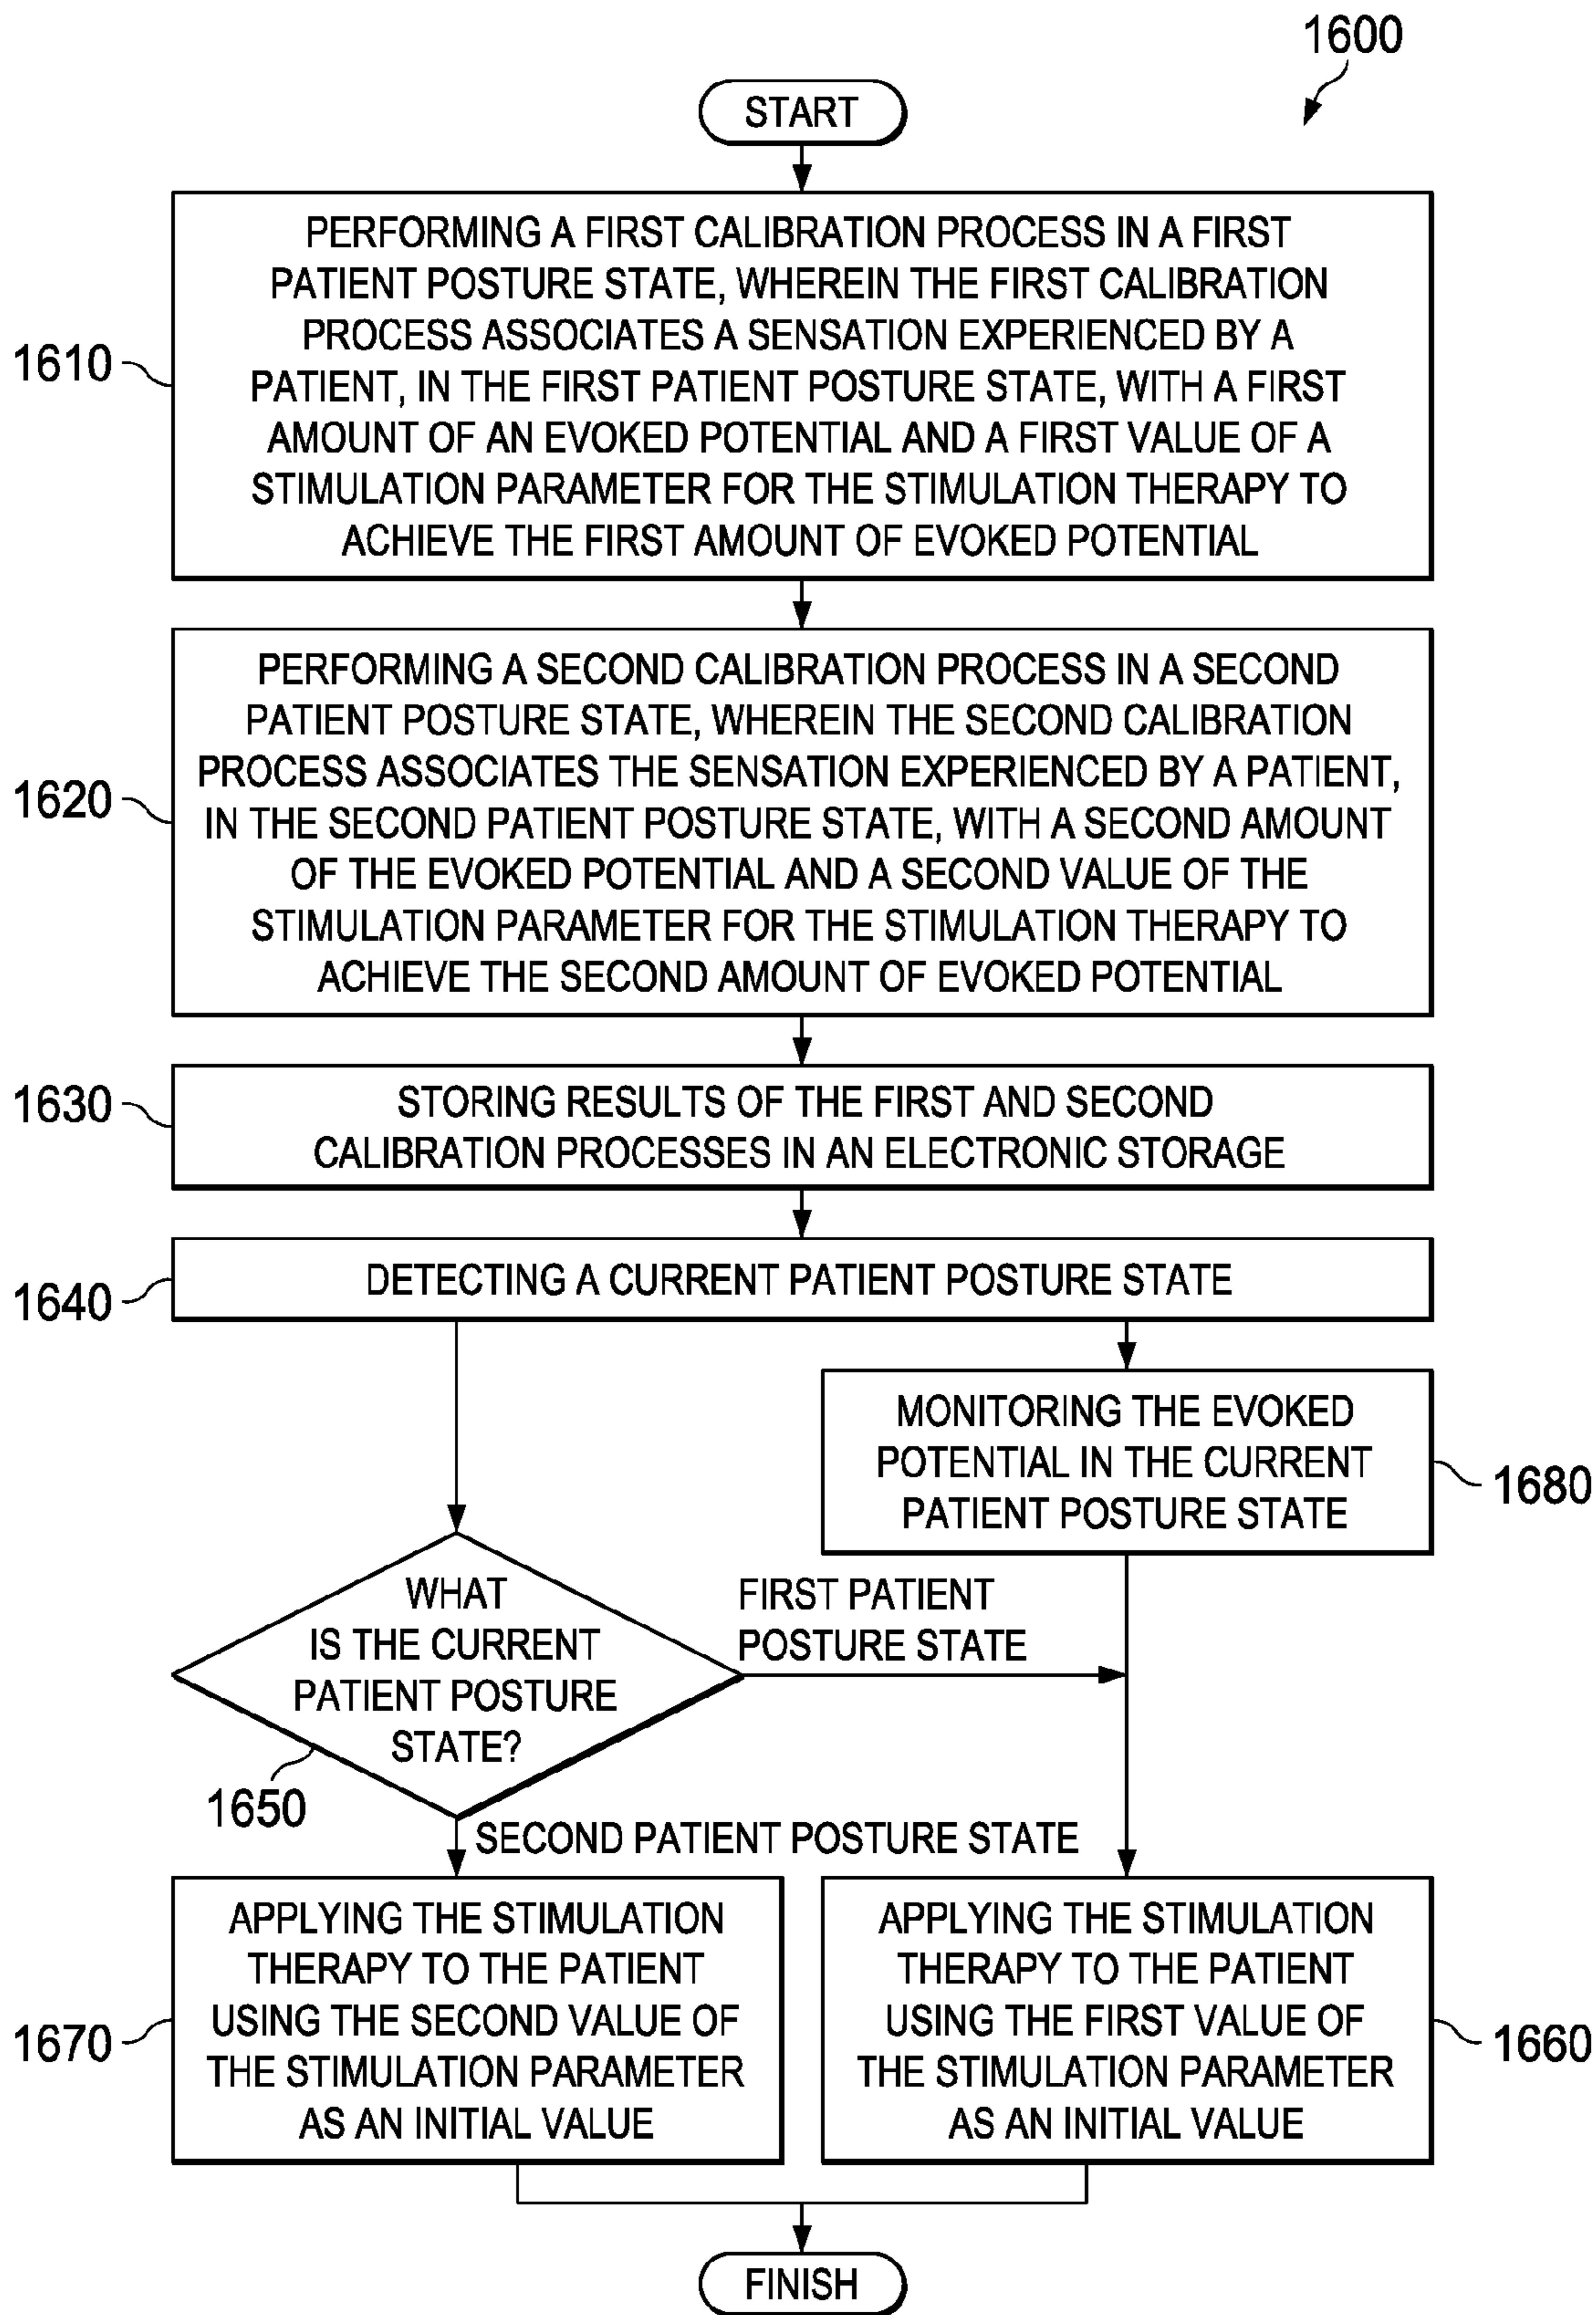 1600
START
PERFORMING A FIRST CALIBRATION PROCESS IN A FIRST
PATIENT POSTURE STATE, WHEREIN THE FIRST CALIBRATION
PROCESS ASSOCIATES A SENSATION EXPERIENCED BY A
PATIENT, IN THE FIRST PATIENT POSTURE STATE, WITH A FIRST
AMOUNT OF AN EVOKED POTENTIAL AND A FIRST VALUE OF A
STIMULATION PARAMETER FOR THE STIMULATION THERAPY TO
ACHIEVE THE FIRST AMOUNT OF EVOKED POTENTIAL
1610
PERFORMING A SECOND CALIBRATION PROCESS IN A SECOND
PATIENT POSTURE STATE, WHEREIN THE SECOND CALIBRATION
PROCESS ASSOCIATES THE SENSATION EXPERIENCED BY A PATIENT,
IN THE SECOND PATIENT POSTURE STATE, WITH A SECOND AMOUNT
OF THE EVOKED POTENTIAL AND A SECOND VALUE OF THE
STIMULATION PARAMETER FOR THE STIMULATION THERAPY TO
ACHIEVE THE SECOND AMOUNT OF EVOKED POTENTIAL
1620
STORING RESULTS OF THE FIRST AND SECOND
CALIBRATION PROCESSES IN AN ELECTRONIC STORAGE
1630
DETECTING A CURRENT PATIENT POSTURE STATE
1640
MONITORING THE EVOKED
POTENTIAL IN THE CURRENT
PATIENT POSTURE STATE
1680
WHAT
IS THE CURRENT
PATIENT POSTURE
STATE?
1650
FIRST PATIENT
POSTURE STATE
SECOND PATIENT POSTURE STATE
APPLYING THE STIMULATION
THERAPY TO THE PATIENT
USING THE SECOND VALUE OF
THE STIMULATION PARAMETER
AS AN INITIAL VALUE
1670
APPLYING THE STIMULATION
THERAPY TO THE PATIENT
USING THE FIRST VALUE OF
THE STIMULATION PARAMETER
AS AN INITIAL VALUE
1660
FINISH